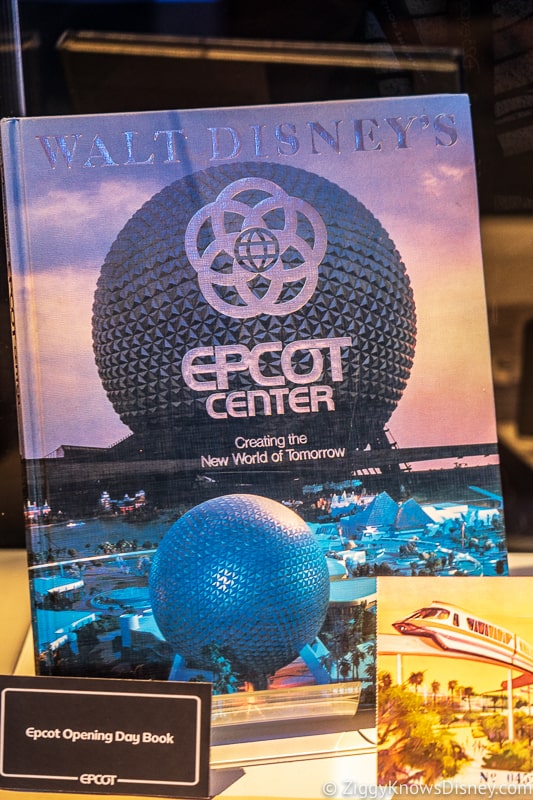 WALT DISNEY'S
EPCOT
CENTER
Creating the
New World of Tomorrow
Epcot Opening Day Book
EPCOT
© ZiggyKnowsDisney.com